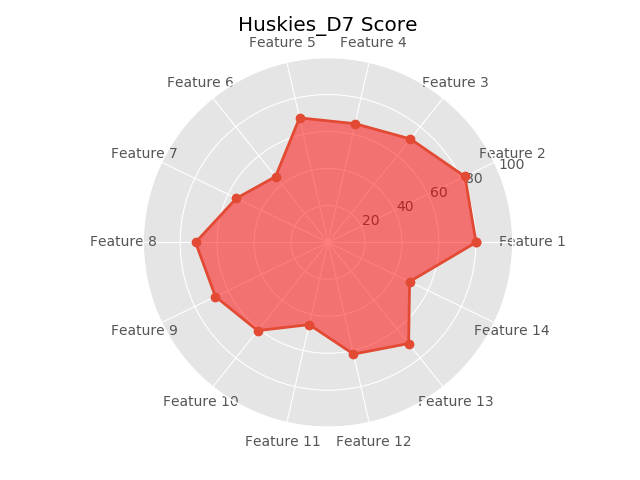 Huskies_D7 Score
Feature 5
Feature 4
Feature 6
Feature 3
Feature 7
Feature 2
100
80
60
40
20
Feature 8
Feature 1
Feature 9
Feature 14
Feature 10
Feature 13
Feature 11
Feature 12